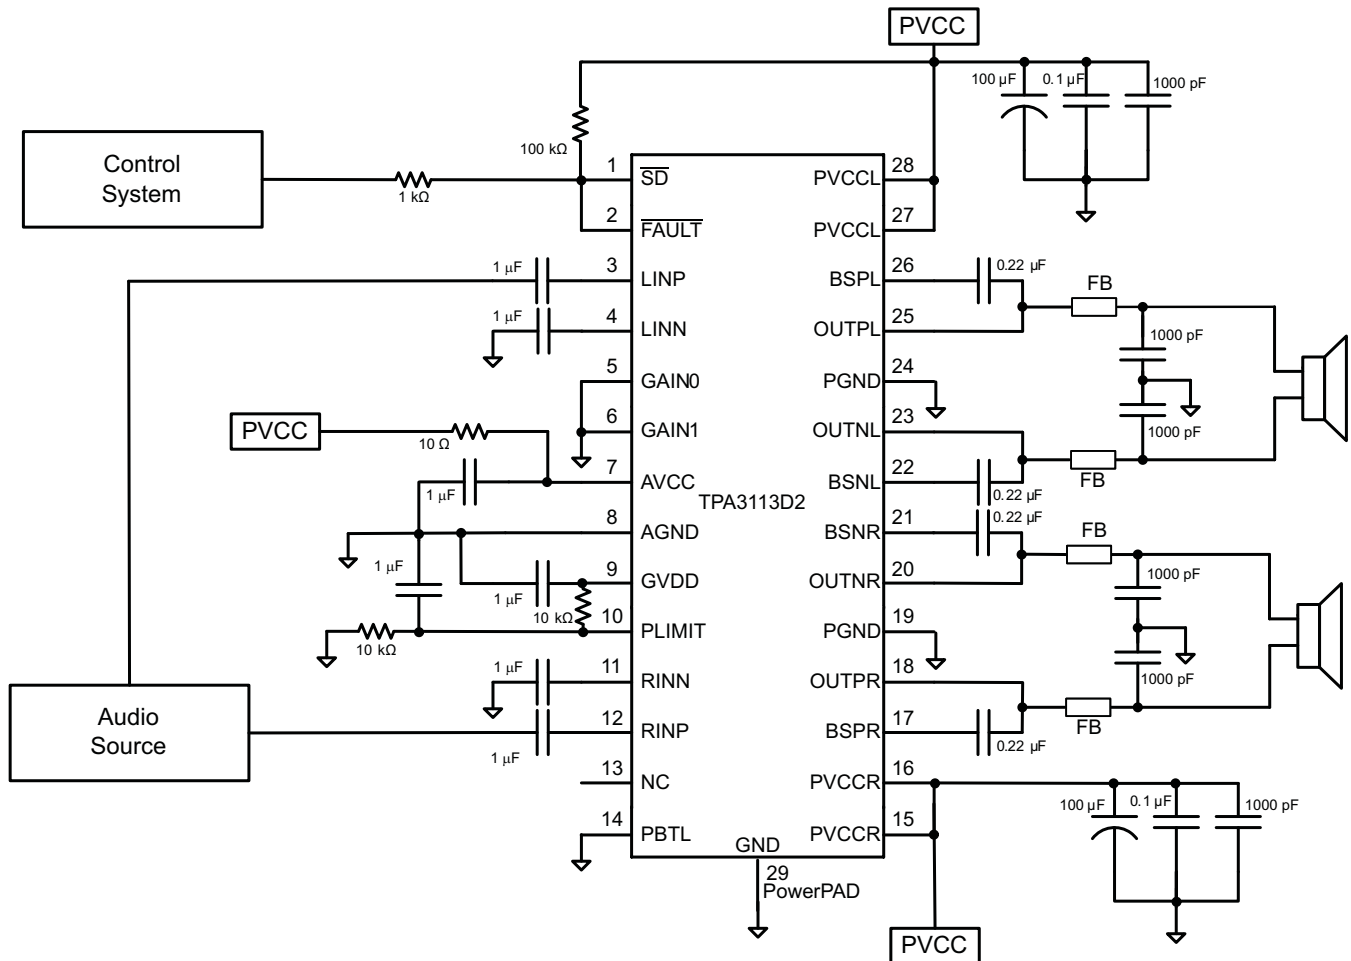 PVCC
100 µF
0.1 µF
1000 pF
Control
System
100 kΩ
1 kΩ
1
SD
2
FAULT
1 µF
3
LINP
1 µF
4
LINN
5
GAIN0
6
GAIN1
PVCC
10 Ω
7
AVCC
1 µF
8
AGND
1 µF
9
GVDD
1 µF
10 kΩ
10
PLIMIT
10 kΩ
11
RINN
1 µF
12
RINP
1 µF
Audio
Source
13
NC
14
PBTL
TPA3113D2
GND
29
PowerPAD
28
PVCCL
27
PVCCL
26
BSPL
0.22 µF
25
OUTPL
FB
1000 pF
24
PGND
1000 pF
23
OUTNL
FB
22
BSNL
0.22 µF
0.22 µF
21
BSNR
FB
20
OUTNR
1000 pF
19
PGND
1000 pF
18
OUTPR
FB
17
BSPR
0.22 µF
16
PVCCR
15
PVCCR
100 µF
0.1 µF
1000 pF
PVCC